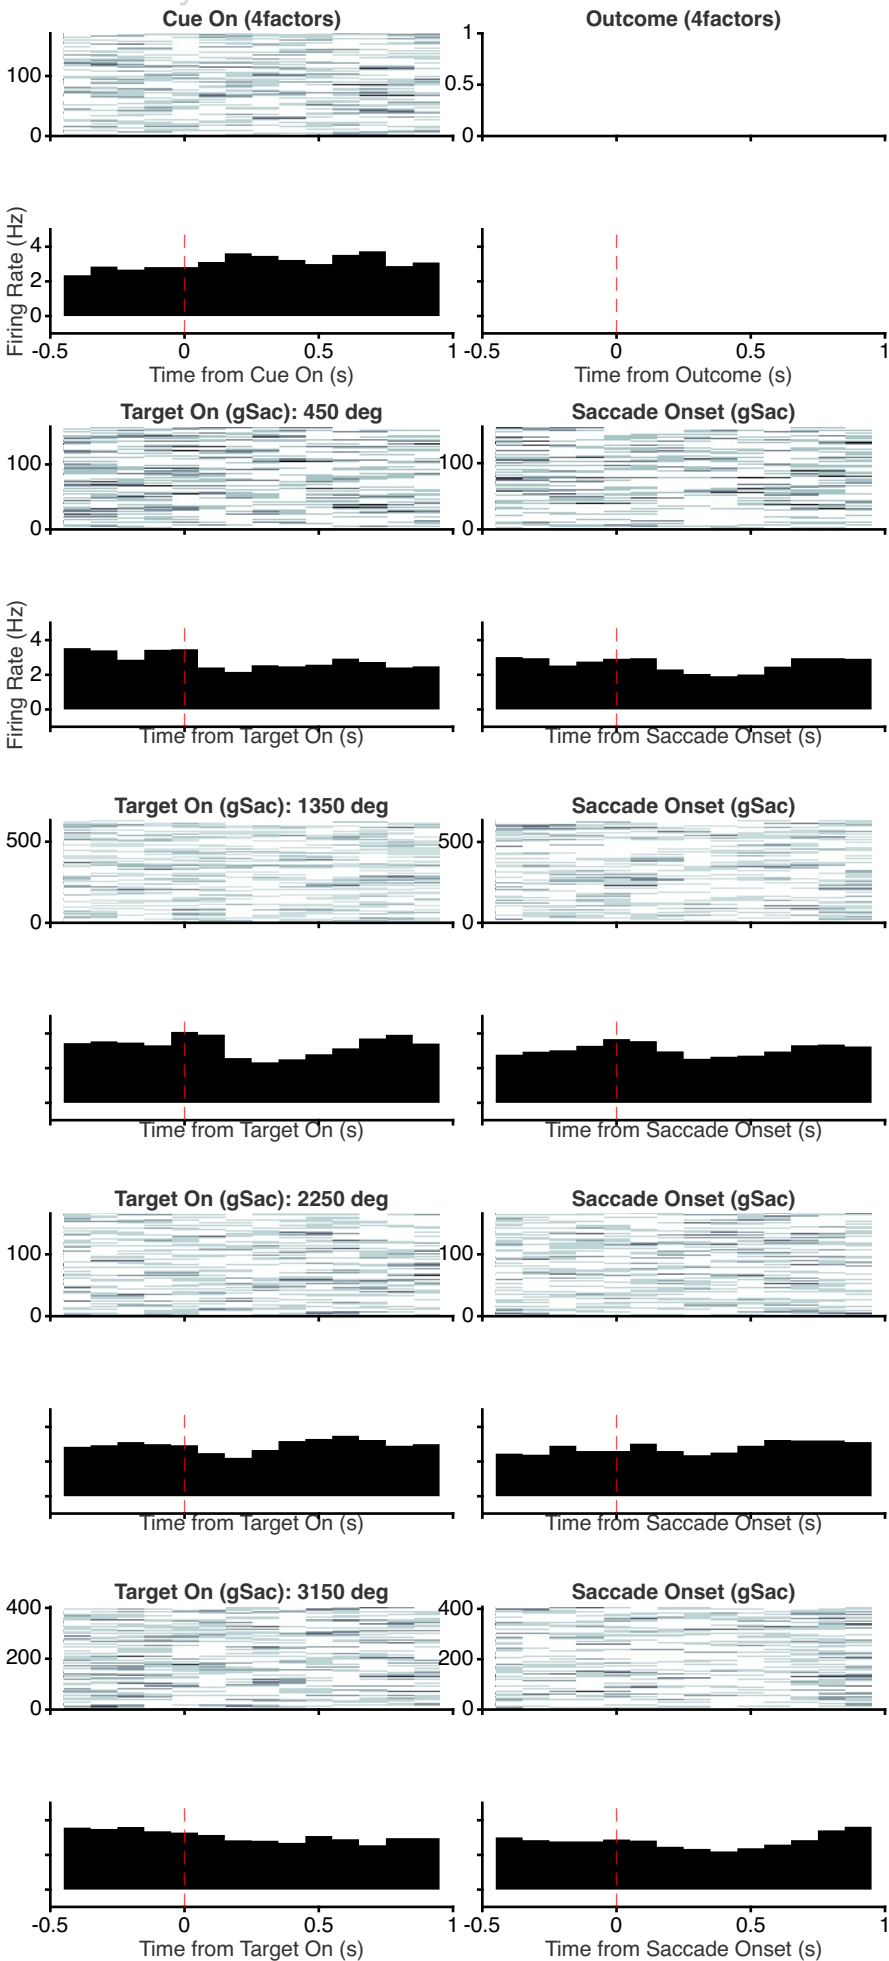 Cue On (4factors) Outcome (4factors)
100
0
1
0.5
0
Firing Rate (Hz)
4
2
0
-0.5 0 0.5 1 -0.5 0 0.5 1
Time from Cue On (s) Time from Outcome (s)
Target On (gSac): 450 deg Saccade Onset (gSac)
100 100
0 0
Firing Rate (Hz)
4
2
0
Time from Target On (s) Time from Saccade Onset (s)
Target On (gSac): 1350 deg Saccade Onset (gSac)
500 500
0 0
Time from Target On (s) Time from Saccade Onset (s)
Target On (gSac): 2250 deg Saccade Onset (gSac)
100 100
0 0
Time from Target On (s) Time from Saccade Onset (s)
Target On (gSac): 3150 deg Saccade Onset (gSac)
400 400
200 200
0 0
-0.5 0 0.5 1 -0.5 0 0.5 1
Time from Target On (s) Time from Saccade Onset (s)